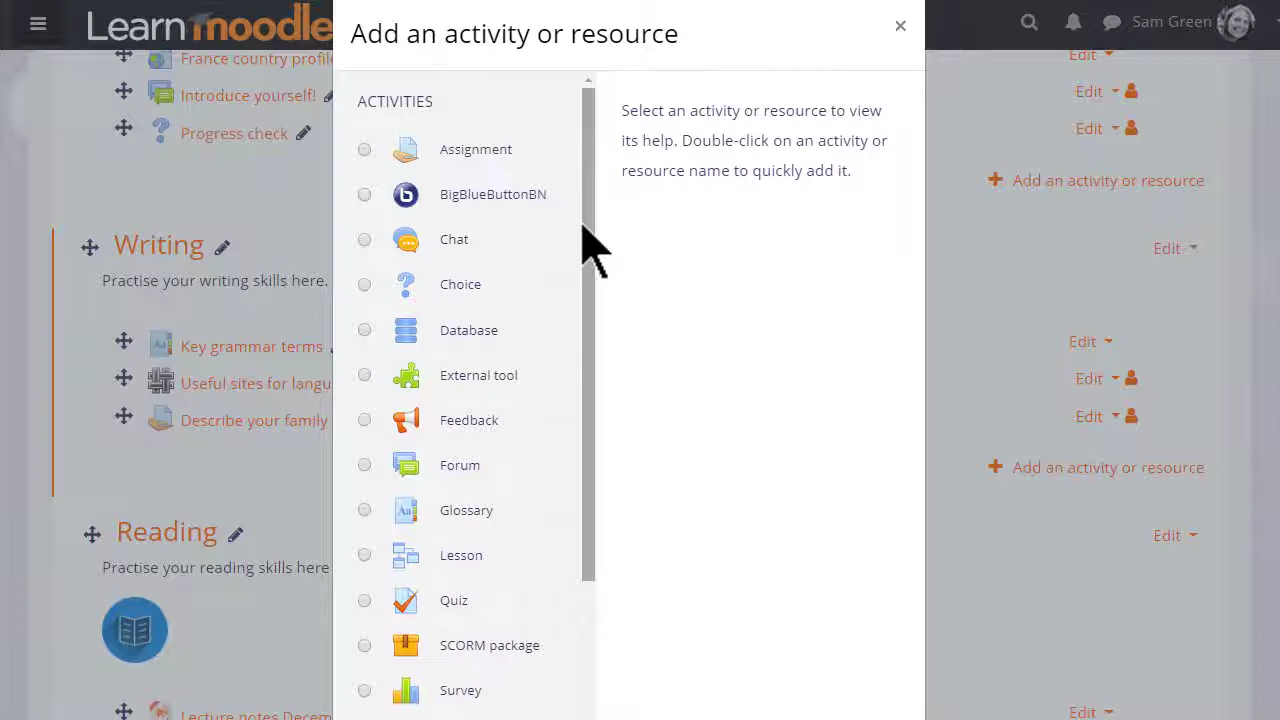 Learn moodle
Add an activity or resource
×
Sam Green
France country profil
Edit
Introduce yourself!
Edit
Progress check
Edit
Add an activity or resource
Writing
Edit
Practise your writing skills here.
Key grammar terms
Edit
Useful sites for langu
Edit
Describe your family
Edit
Add an activity or resource
Reading
Edit
Practise your reading skills here
Lecture notes Decem
Edit
ACTIVITIES
Assignment
BigBlueButtonBN
b
Chat
Choice
Database
External tool
Feedback
Forum
Glossary
Aa
Lesson
Quiz
SCORM package
Survey
Select an activity or resource to view
its help. Double-click on an activity or
resource name to quickly add it.